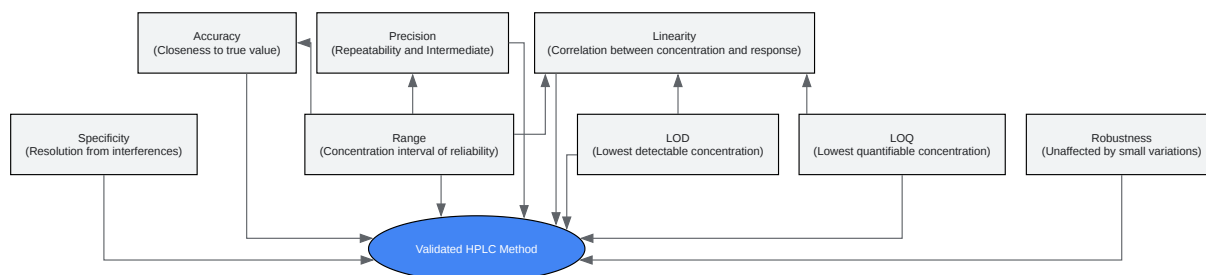 Accuracy
(Closeness to true value)
Precision
(Repeatability and Intermediate)
Linearity
(Correlation between concentration and response)
Specificity
(Resolution from interferences)
Range
(Concentration interval of reliability)
LOD
(Lowest detectable concentration)
LOQ
(Lowest quantifiable concentration)
Robustness
(Unaffected by small variations)
Validated HPLC Method